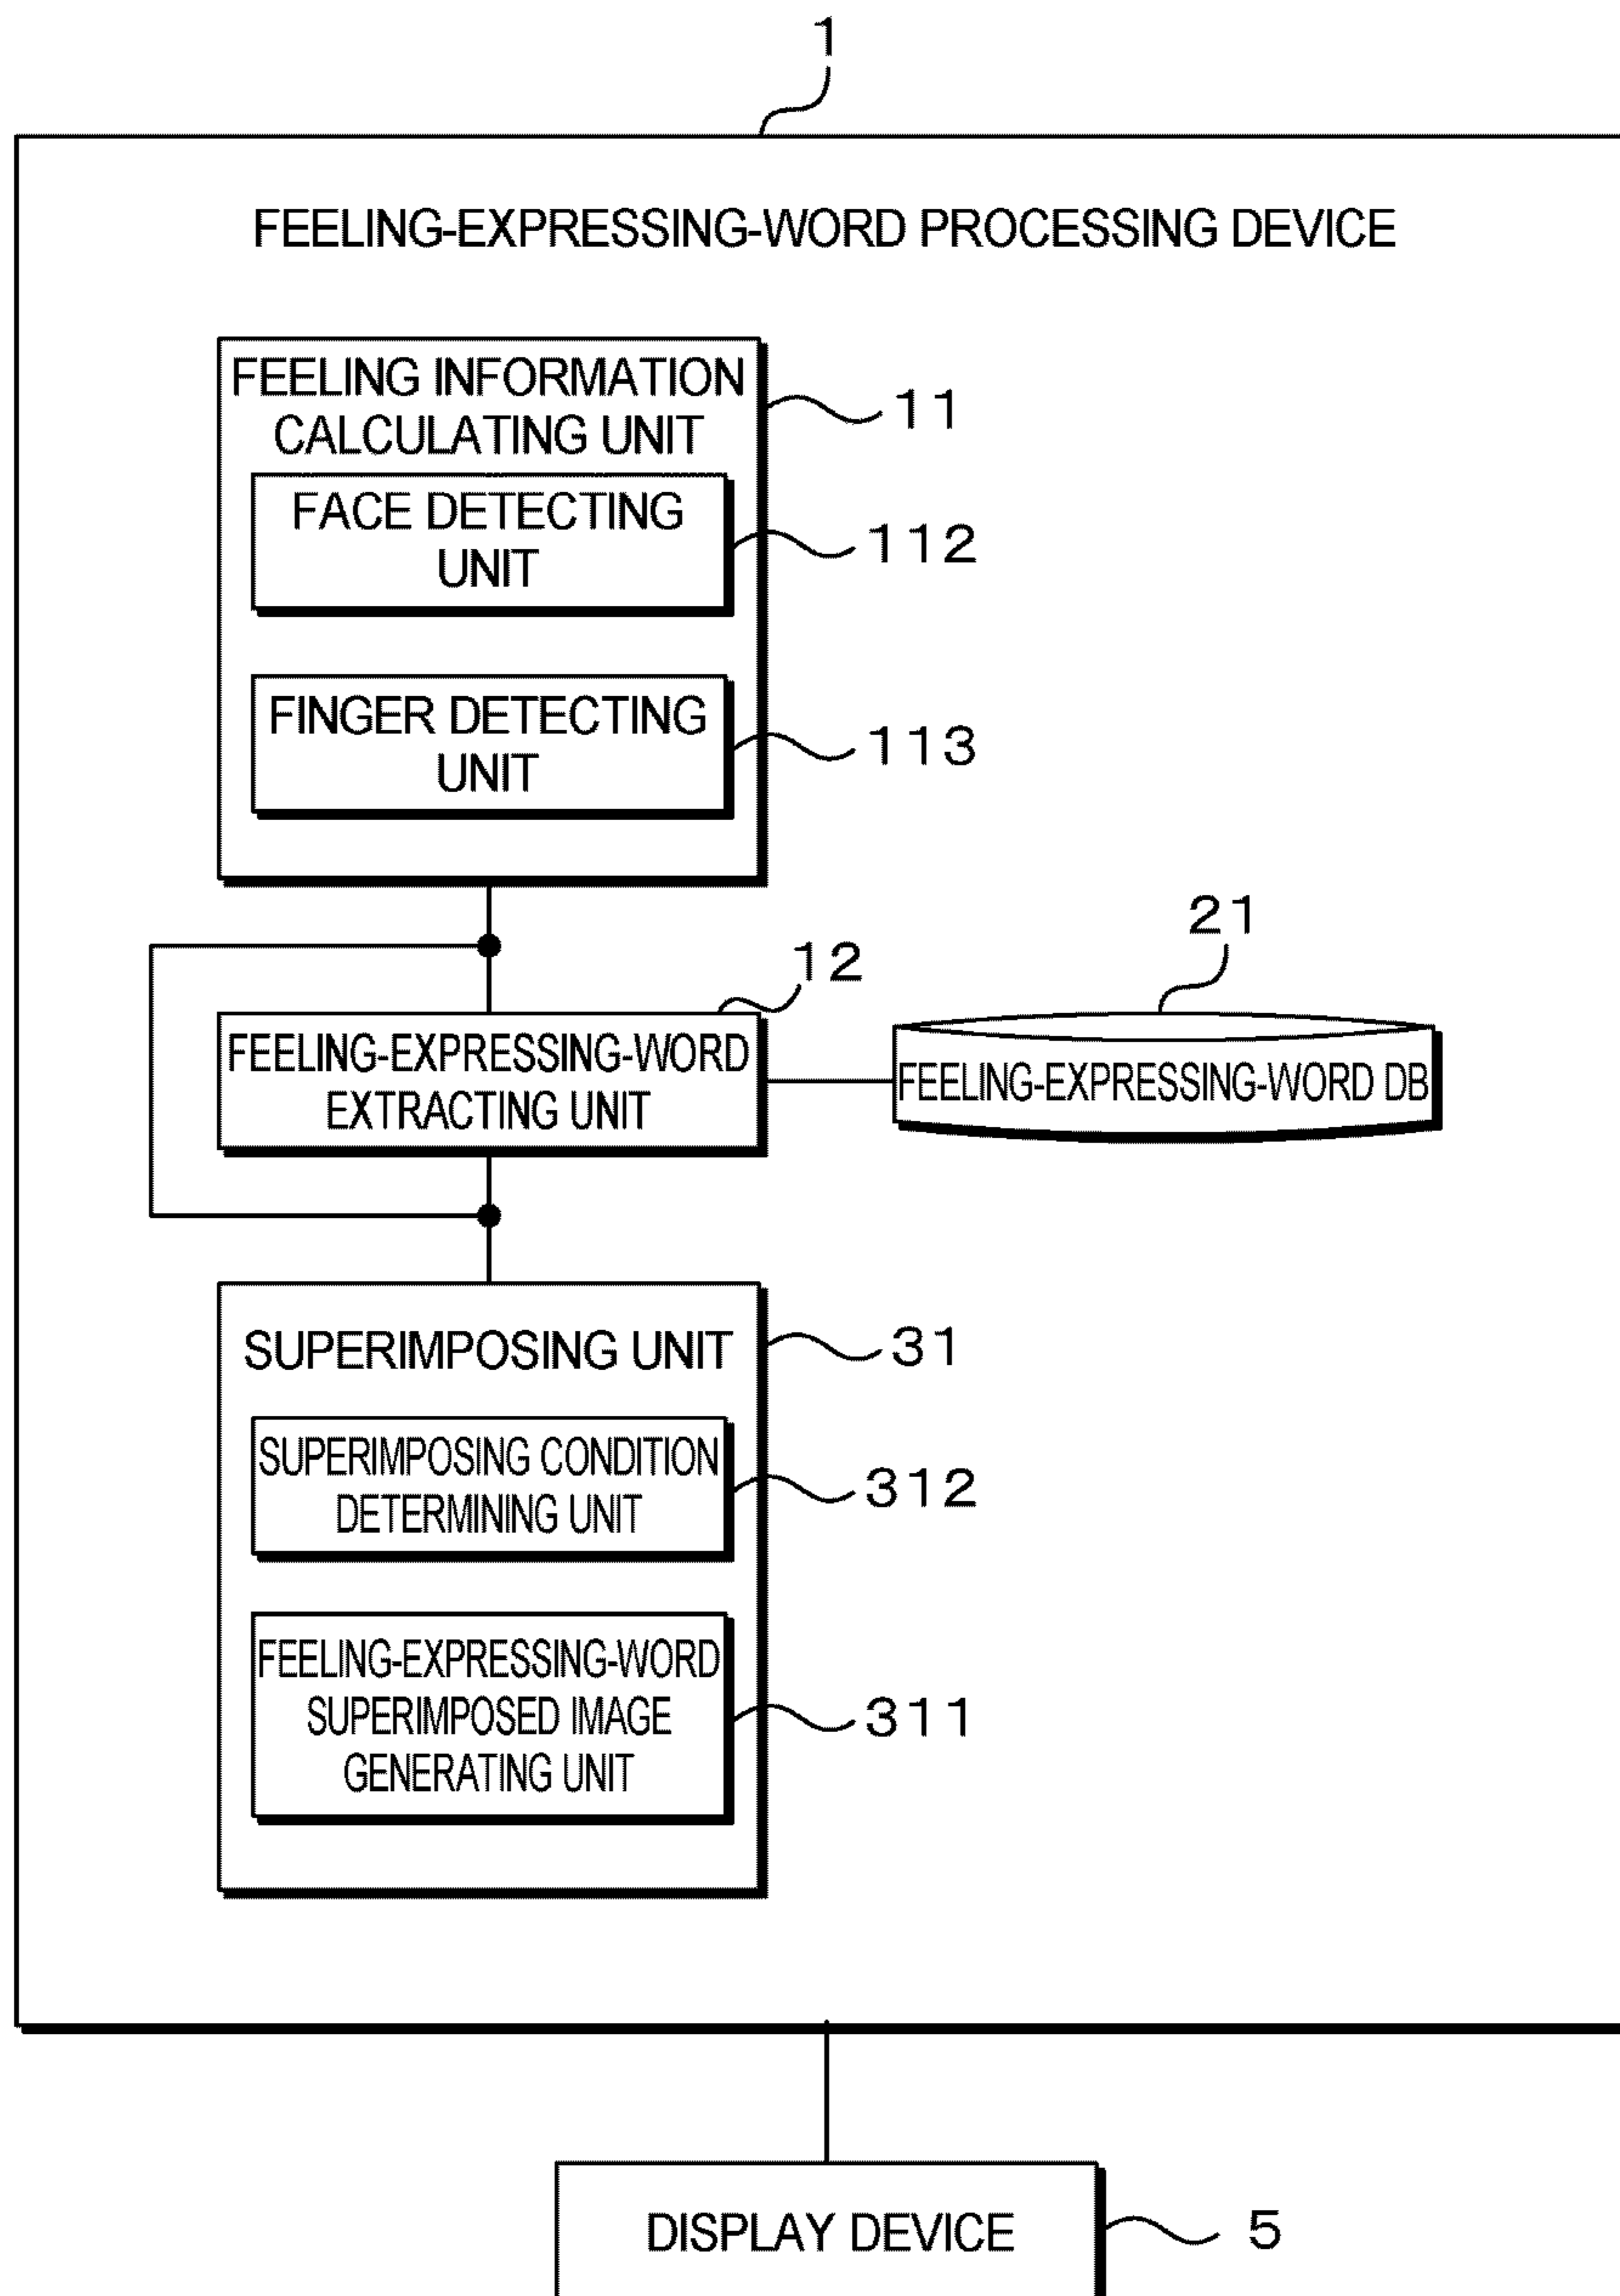 1
FEELING-EXPRESSING-WORD PROCESSING DEVICE
FEELING INFORMATION
CALCULATING UNIT
11
FACE DETECTING
UNIT
112
FINGER DETECTING
UNIT
113
12
21
FEELING-EXPRESSING-WORD
EXTRACTING UNIT
FEELING-EXPRESSING-WORD DB
SUPERIMPOSING UNIT
31
SUPERIMPOSING CONDITION
DETERMINING UNIT
312
FEELING-EXPRESSING-WORD
SUPERIMPOSED IMAGE
GENERATING UNIT
311
DISPLAY DEVICE
5